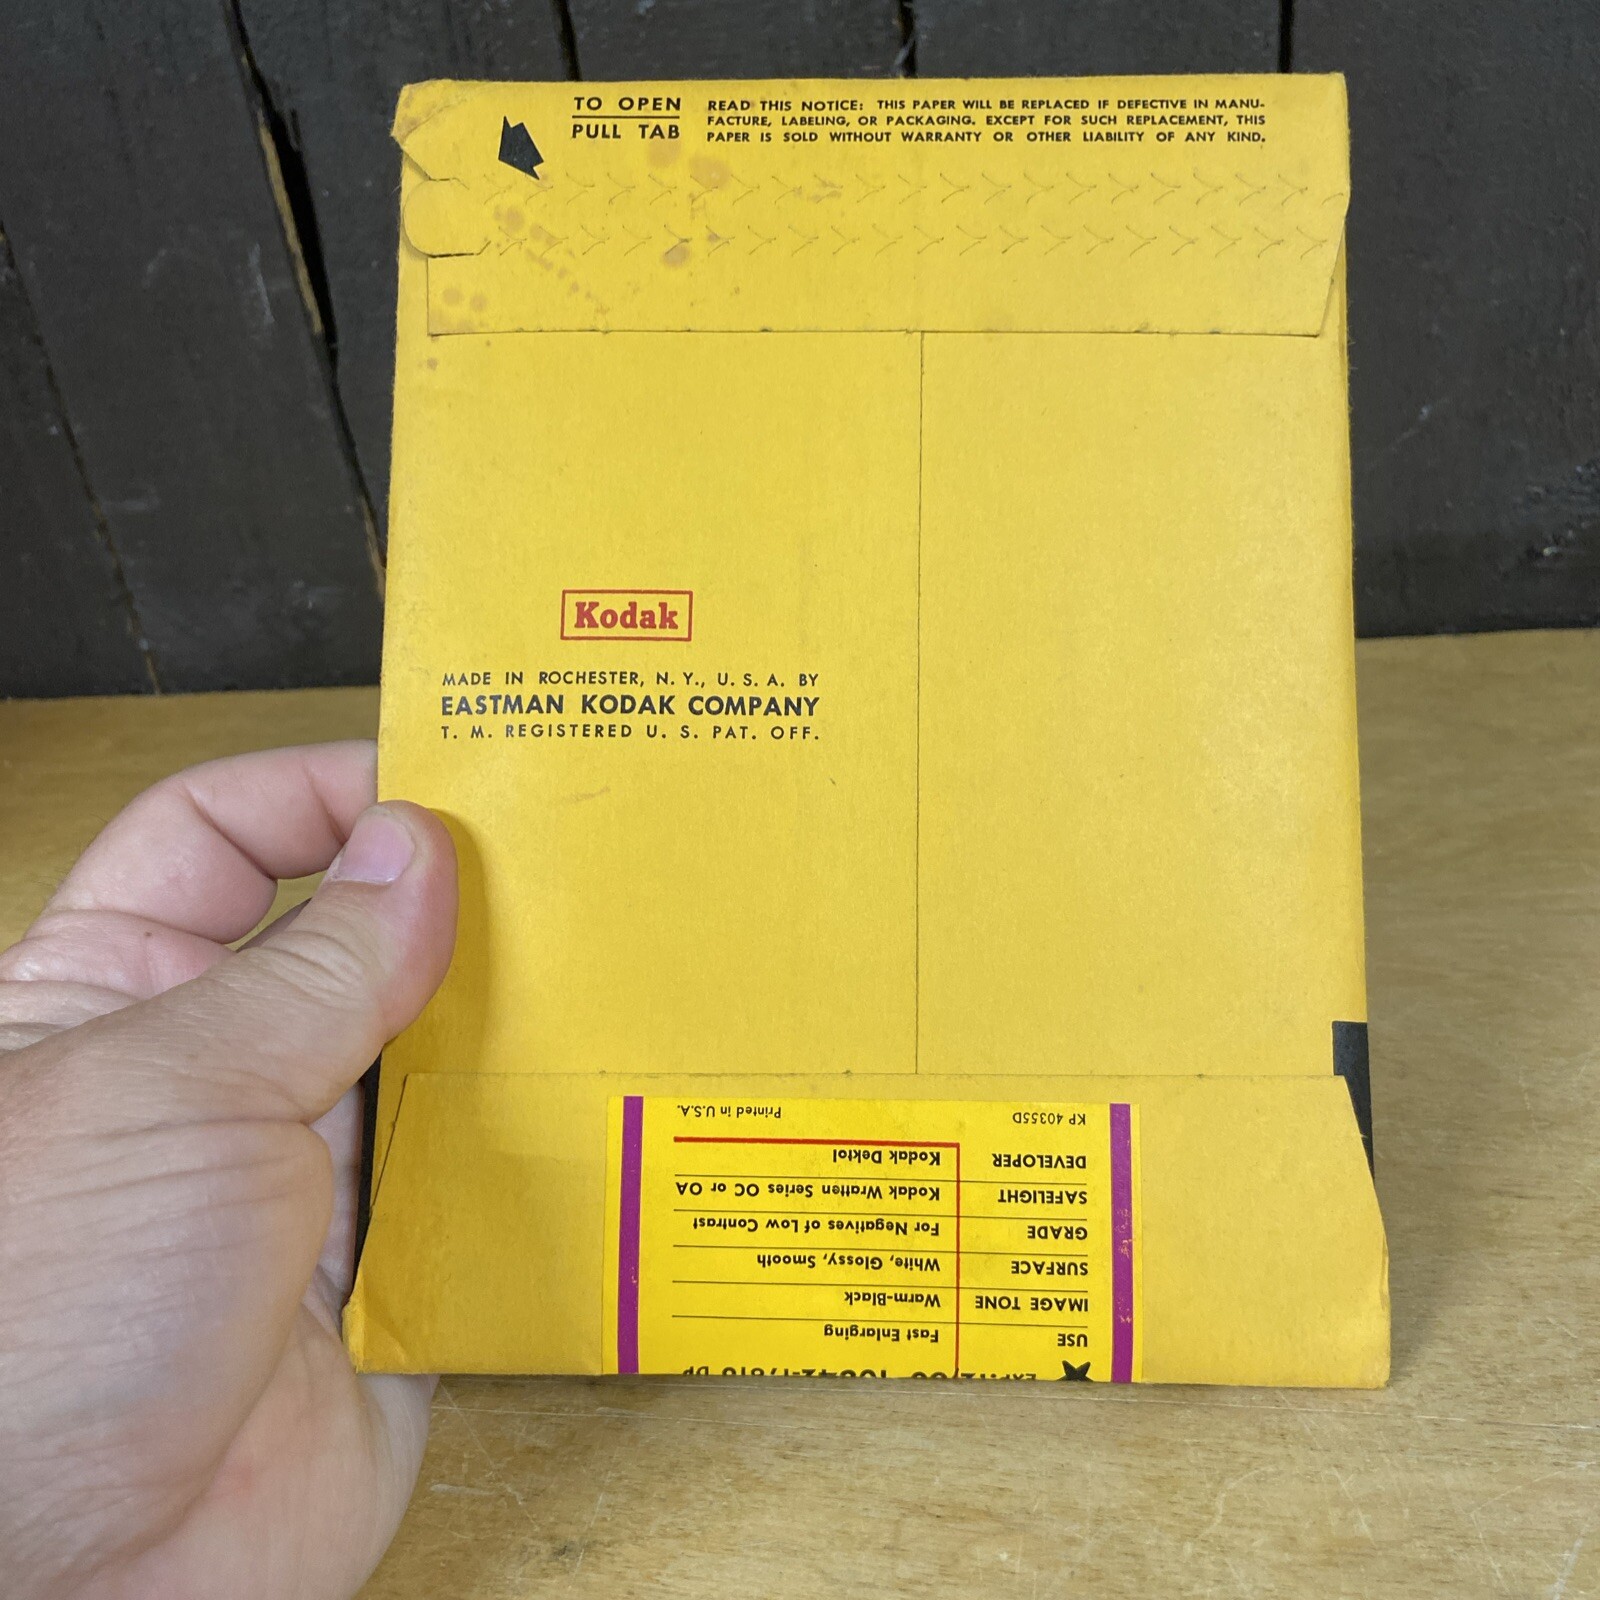 TO OPEN
PULL TAB
READ THIS NOTICE: THIS PAPER WILL BE REPLACED IF DEFECTIVE IN MANU-
FACTURE, LABELING, OR PACKAGING. EXCEPT FOR SUCH REPLACEMENT, THIS
PAPER IS SOLD WITHOUT WARRANTY OR OTHER LIABILITY OF ANY KIND.
Kodak
MADE IN ROCHESTER, N. Y., U. S. A. BY
EASTMAN KODAK COMPANY
T. M. REGISTERED U. S. PAT. OFF.
USE Fast Enlarging
IMAGE TONE Warm-Black
SURFACE White, Glossy, Smooth
GRADE For Negatives of Low Contrast
SAFELIGHT Kodak Wratten Series OC or OA
DEVELOPER Kodak Dektol
KP 40355D Printed in U.S.A.